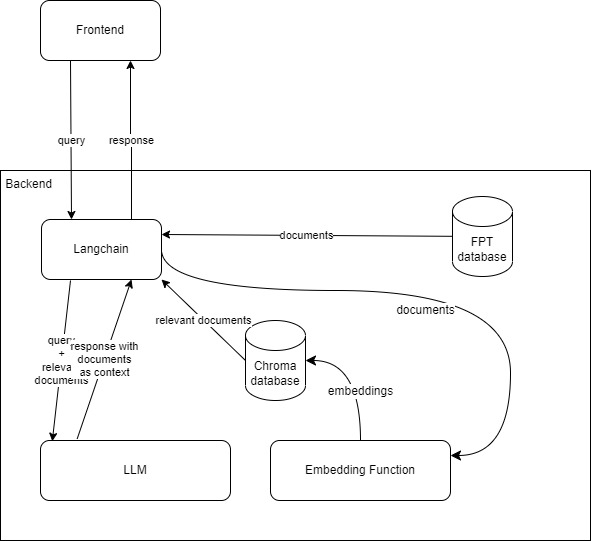 Frontend
query
response
Backend
Langchain
documents
FPT
database
documents
relevant documents
query
+
documents
response with
documents
as context
Chroma
database
embeddings
LLM
Embedding Function